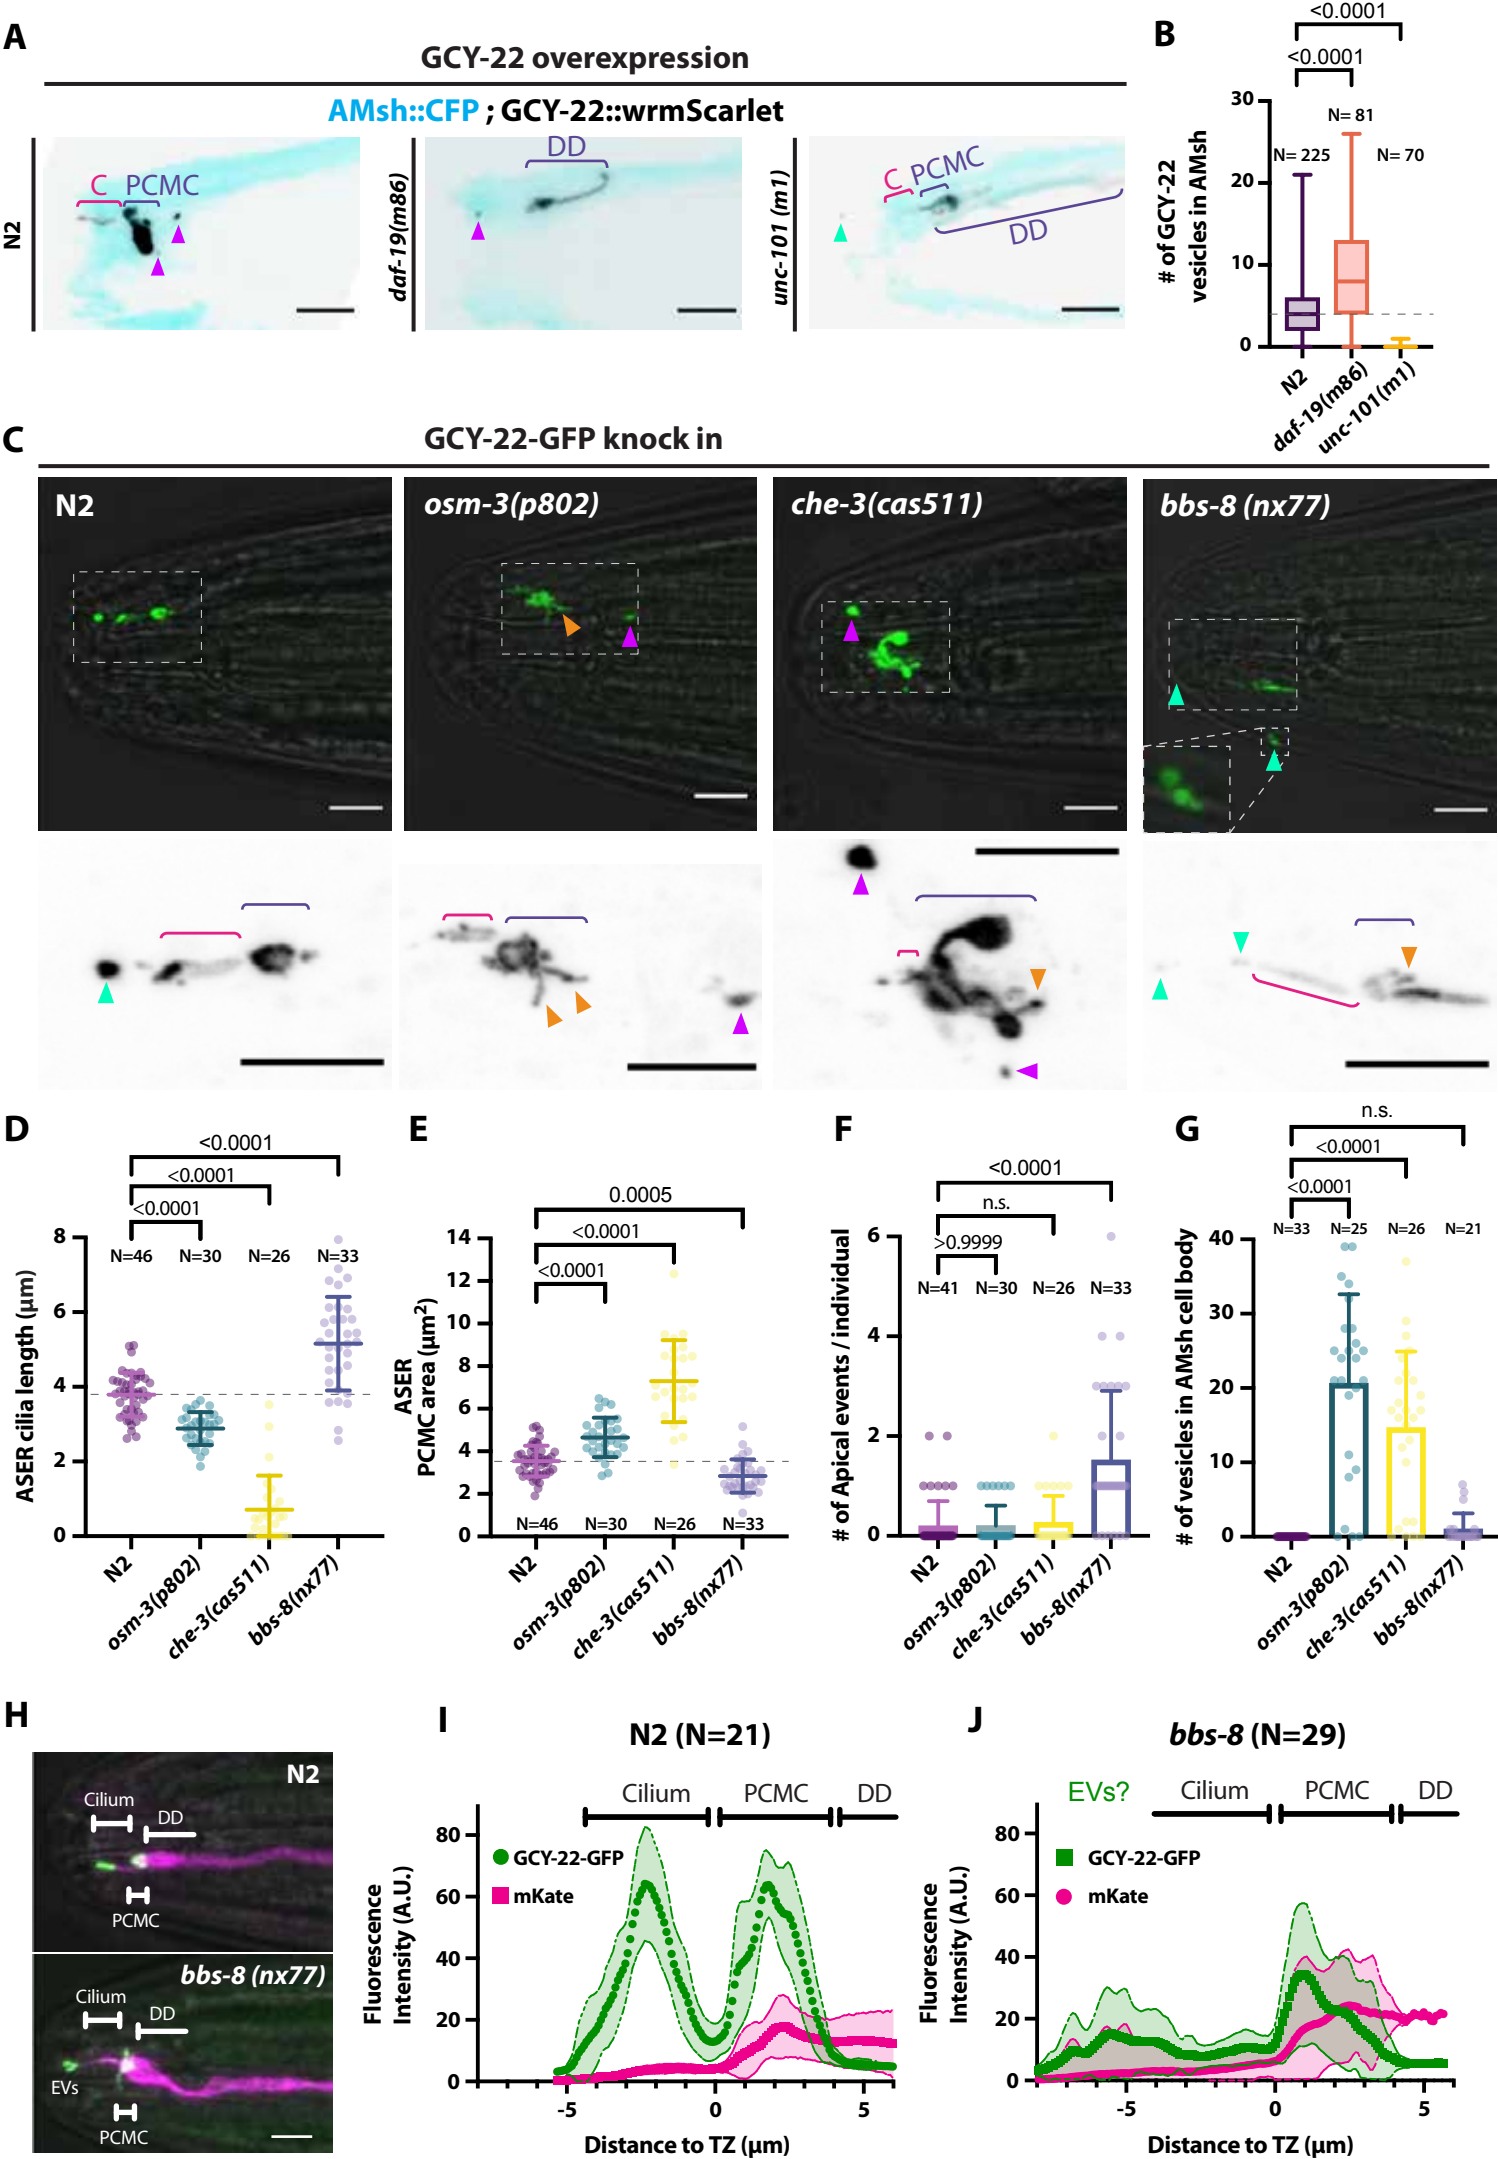 A
GCY-22 overexpression
AMsh::CFP ; GCY-22::wrmScarlet
N2
C
PCMC
daf-19(m86)
DD
unc-101 (m1)
C
PCMC
DD
B
<0.0001
<0.0001
# of GCY-22
vesicles in AMsh
30
20
10
0
N= 225
N= 81
N= 70
N2
daf-19(m86)
unc-101(m1)
C
GCY-22-GFP knock in
N2
osm-3(p802)
che-3(cas511)
bbs-8 (nx77)
D
<0.0001
<0.0001
<0.0001
ASER cilia length (µm)
8
6
4
2
0
N=46
N=30
N=26
N=33
N2
osm-3(p802)
che-3(cas511)
bbs-8(nx77)
E
0.0005
<0.0001
<0.0001
ASER
PCMC area (µm²)
14
12
10
8
6
4
2
0
N=46
N=30
N=26
N=33
N2
osm-3(p802)
che-3(cas511)
bbs-8(nx77)
F
<0.0001
n.s.
>0.9999
# of Apical events / individual
6
4
2
0
N=41
N=30
N=26
N=33
N2
osm-3(p802)
che-3(cas511)
bbs-8(nx77)
G
n.s.
<0.0001
<0.0001
# of vesicles in AMsh cell body
40
30
20
10
0
N=33
N=25
N=26
N=21
N2
osm-3(p802)
che-3(cas511)
bbs-8(nx77)
H
N2
Cilium
DD
PCMC
bbs-8 (nx77)
Cilium
DD
EVs
PCMC
I
N2 (N=21)
Cilium
PCMC
DD
GCY-22-GFP
mKate
Fluorescence
Intensity (A.U.)
80
60
40
20
0
-5
0
5
Distance to TZ (µm)
J
bbs-8 (N=29)
EVs?
Cilium
PCMC
DD
GCY-22-GFP
mKate
Fluorescence
Intensity (A.U.)
80
60
40
20
0
-5
0
5
Distance to TZ (µm)